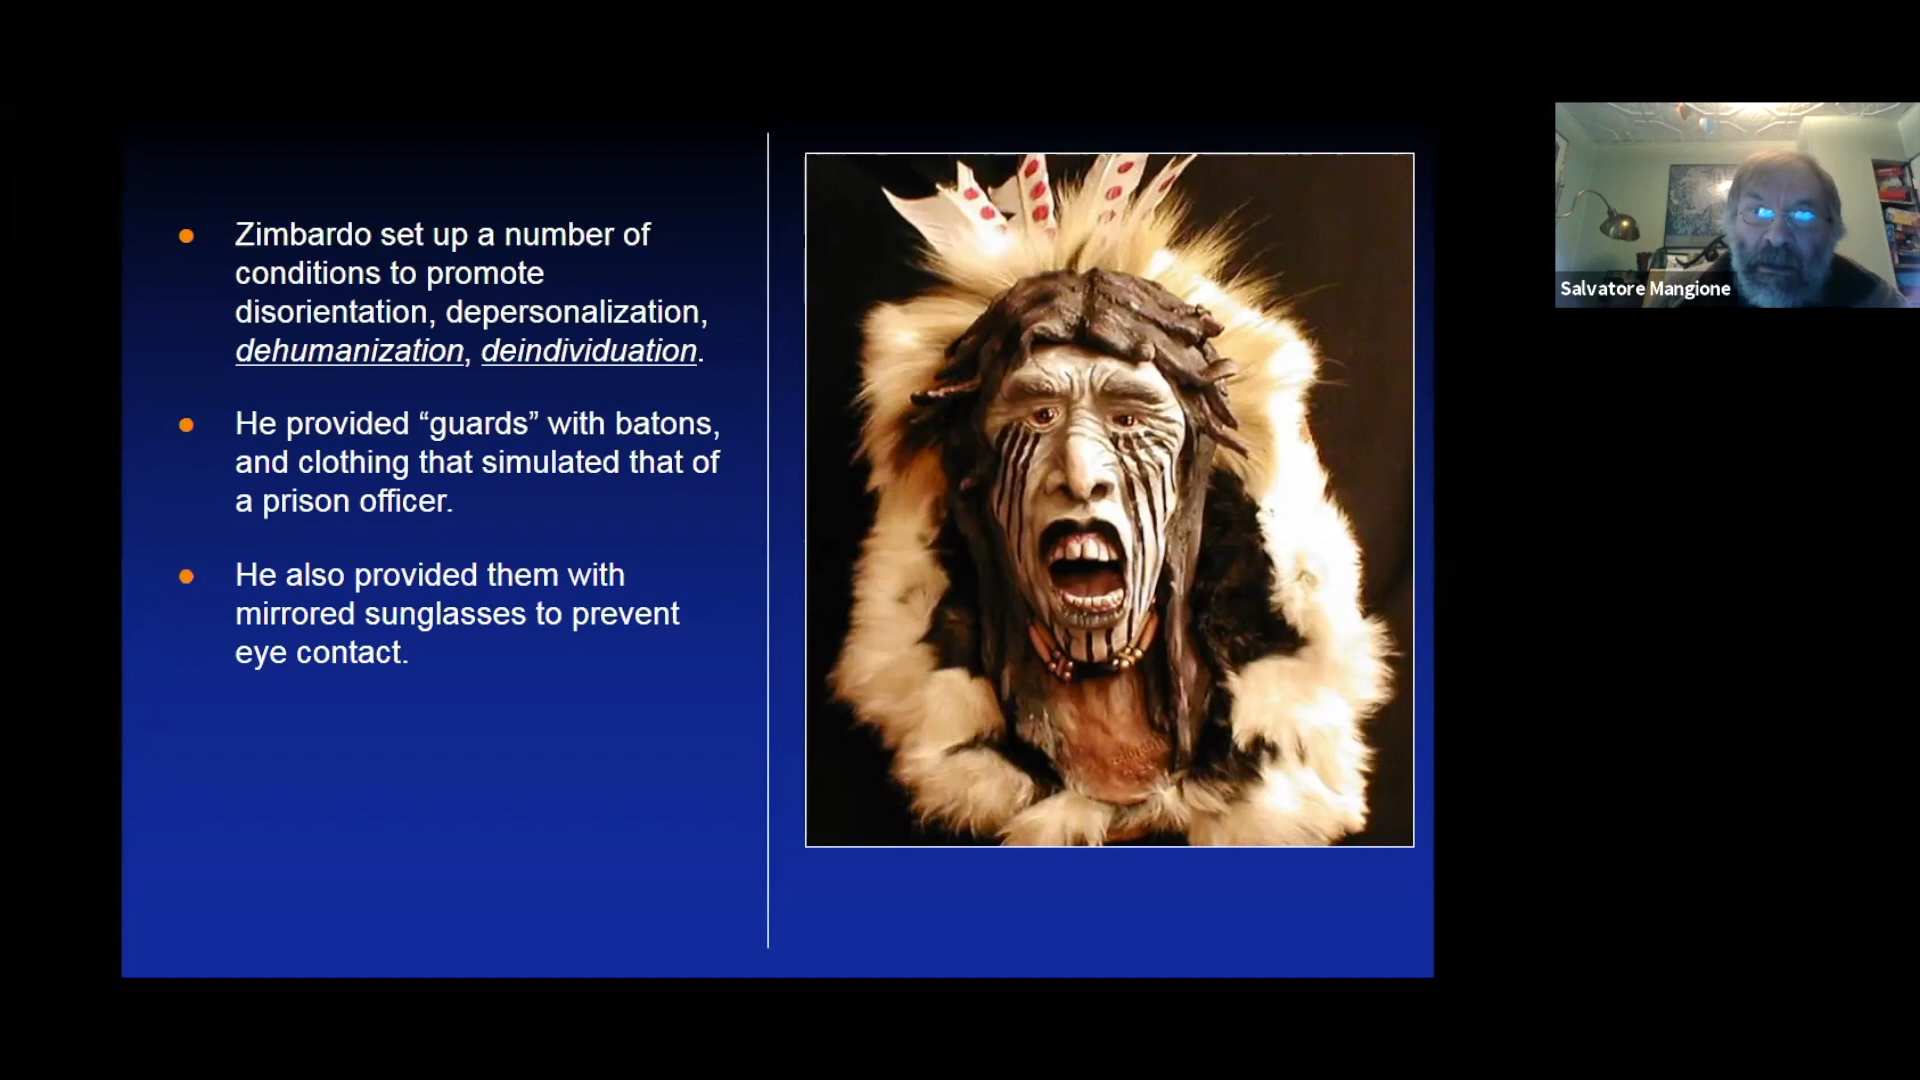 Zimbardo set up a number of
conditions to promote
disorientation, depersonalization,
dehumanization, deindividuation.
He provided “guards” with batons,
and clothing that simulated that of
a prison officer.
He also provided them with
mirrored sunglasses to prevent
eye contact.
Salvatore Mangione